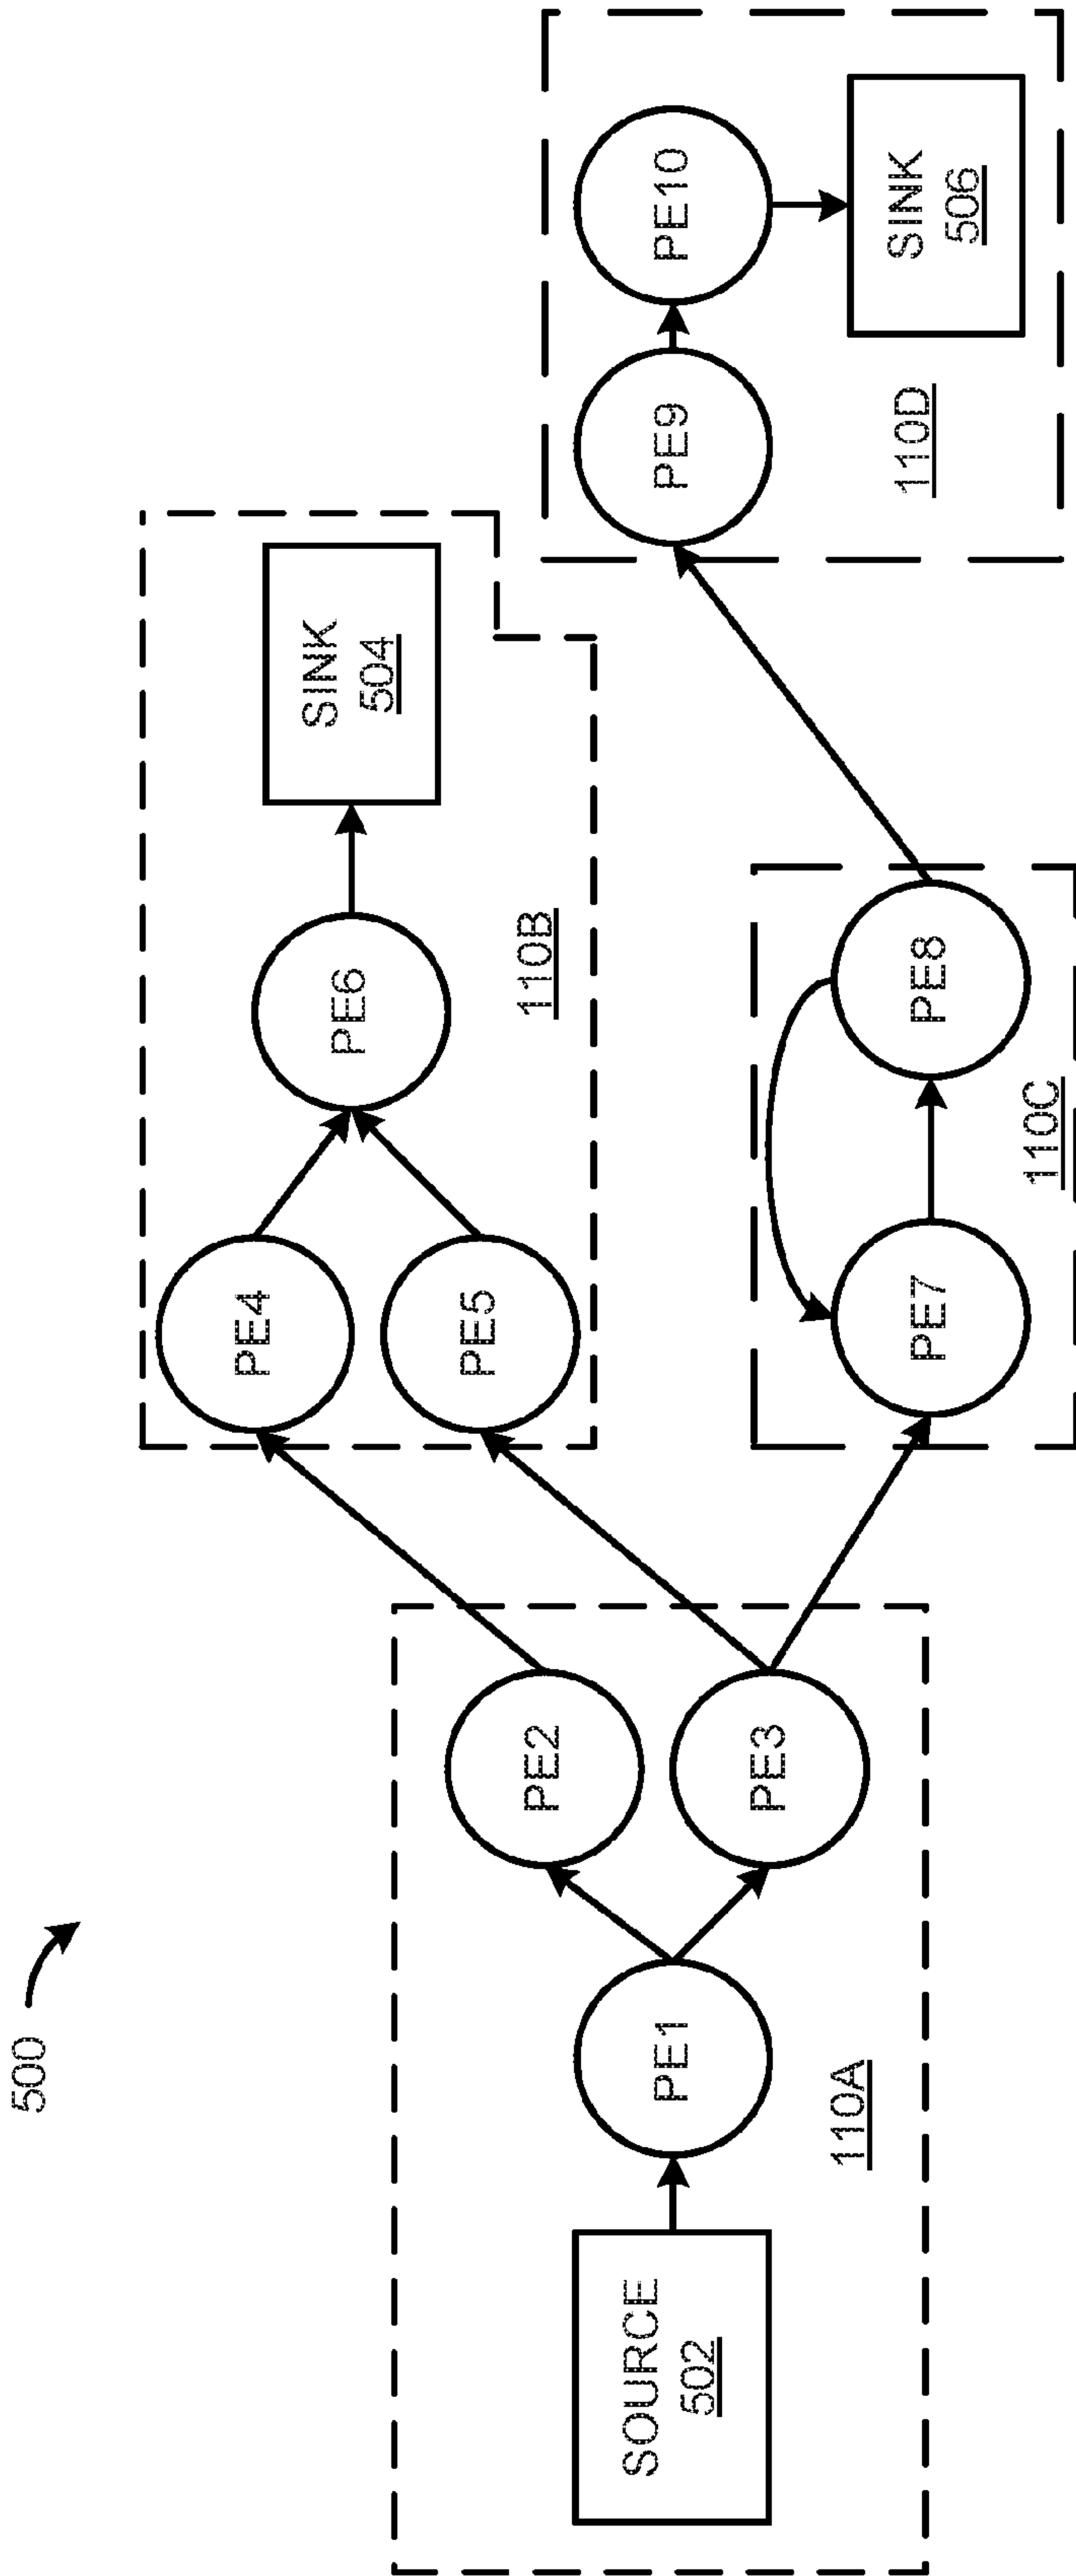 500
SOURCE
502
PE1
110A
PE2
PE3
PE4
PE5
PE6
SINK
504
110B
PE7
PE8
110C
PE9
PE10
SINK
506
110D